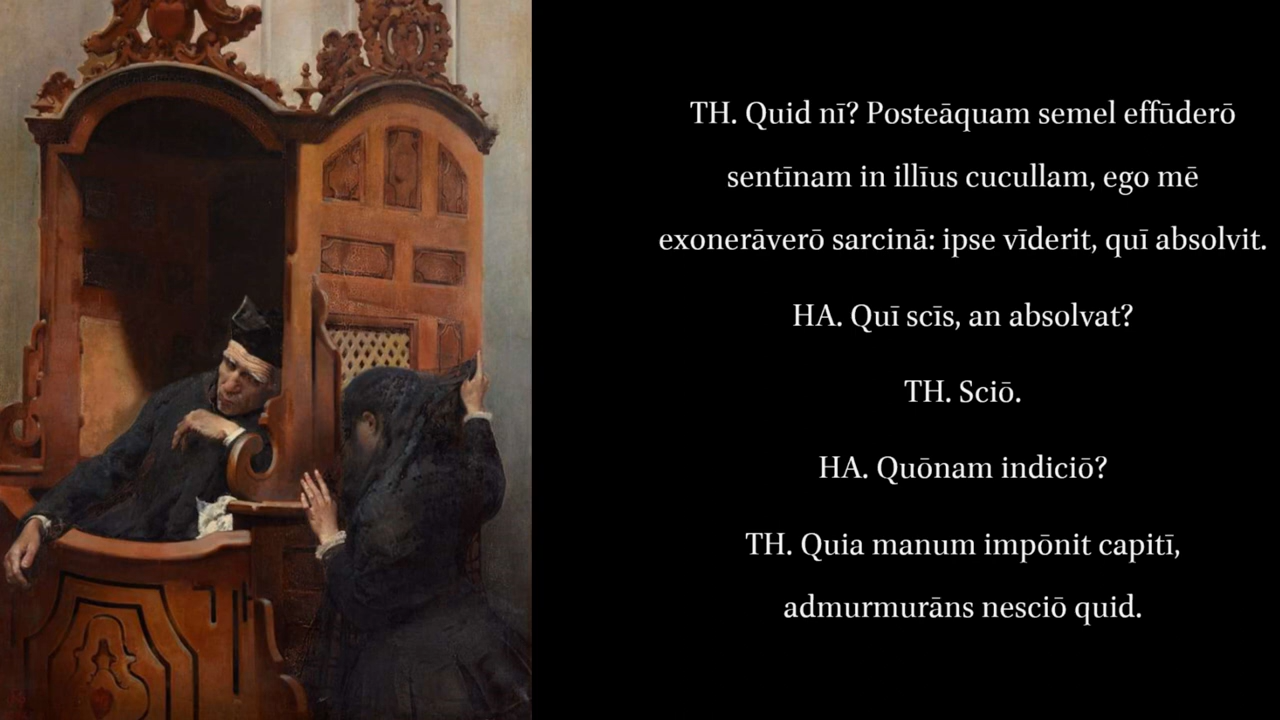 TH. Quid nī? Posteāquam semel effūderō
sentīnam in illīus cucullam, ego mē
exonerāverō sarcinā: ipse vīderit, quī absolvit.
HA. Quī scīs, an absolvat?
TH. Sciō.
HA. Quōnam indiciō?
TH. Quia manum impōnit capitī,
admurmurāns nesciō quid.